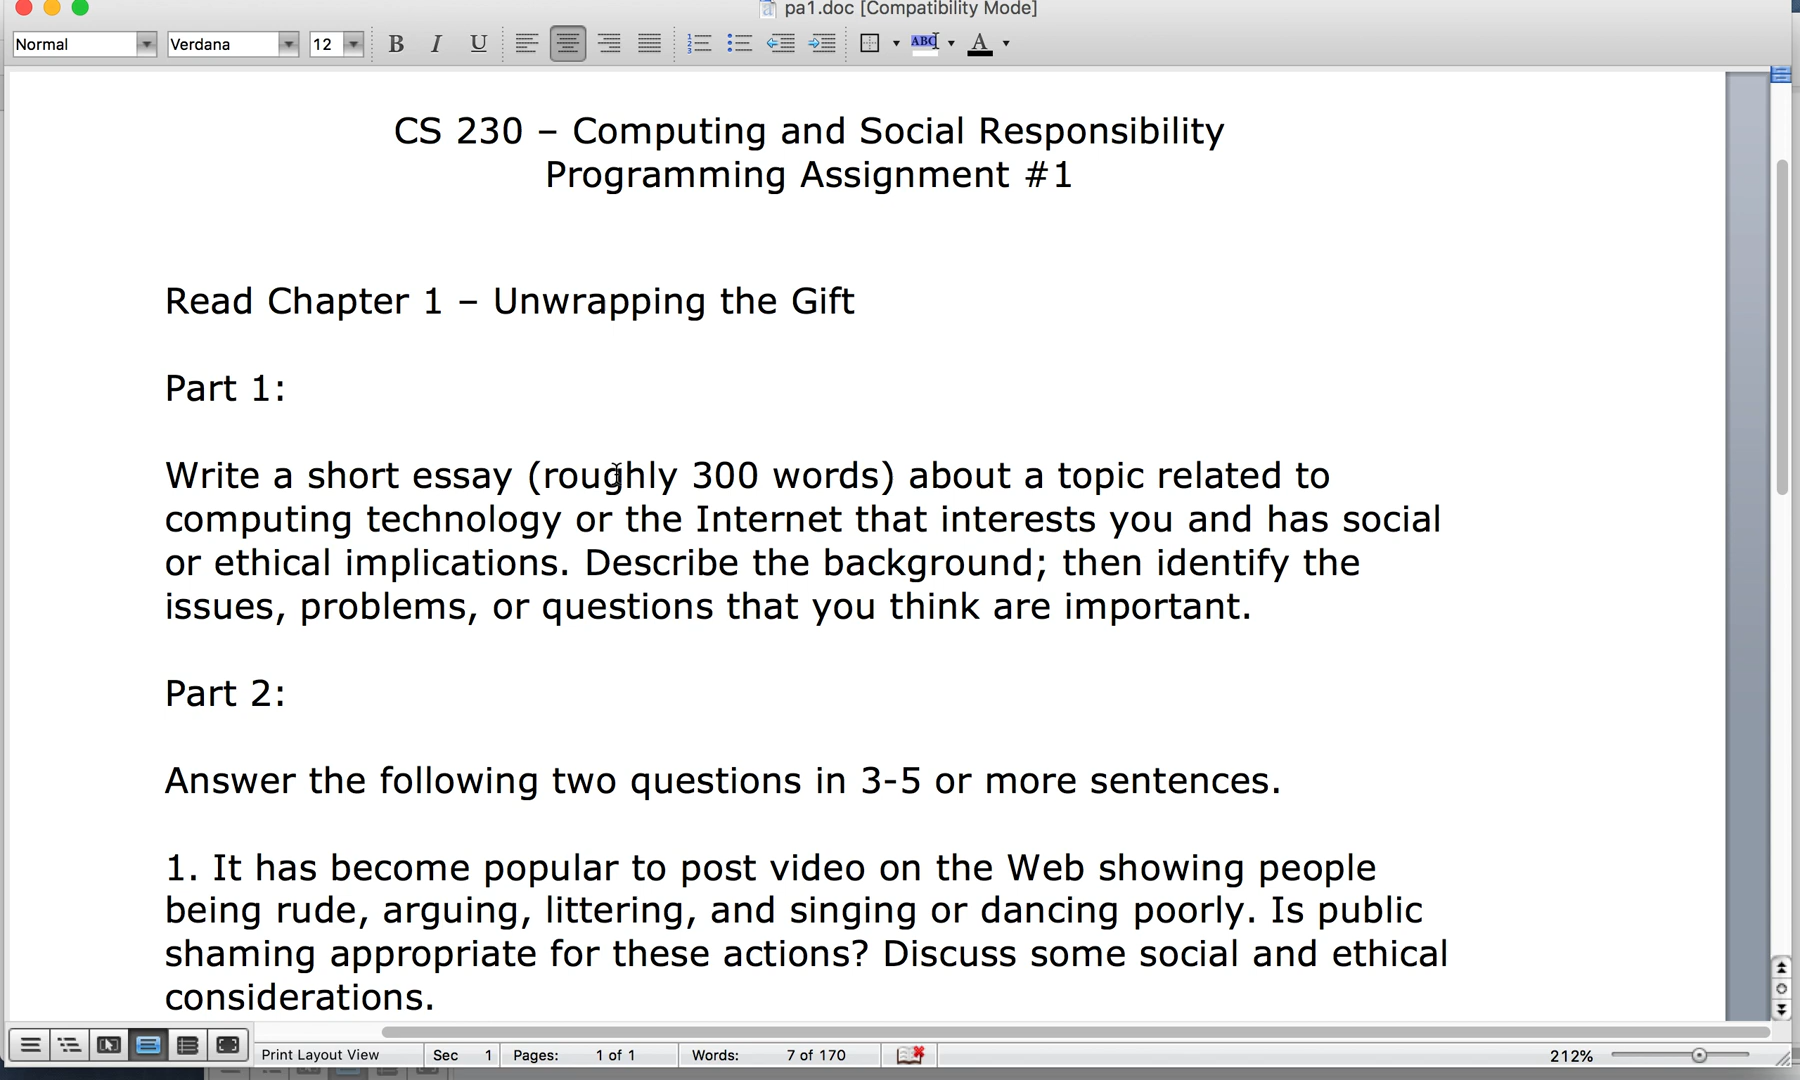 pa1.doc [Compatibility Mode]
Normal Verdana 12 B I U ABC A
CS 230 – Computing and Social Responsibility
Programming Assignment #1
Read Chapter 1 – Unwrapping the Gift
Part 1:
Write a short essay (roughly 300 words) about a topic related to
computing technology or the Internet that interests you and has social
or ethical implications. Describe the background; then identify the
issues, problems, or questions that you think are important.
Part 2:
Answer the following two questions in 3-5 or more sentences.
1. It has become popular to post video on the Web showing people
being rude, arguing, littering, and singing or dancing poorly. Is public
shaming appropriate for these actions? Discuss some social and ethical
considerations.
Print Layout View Sec 1 Pages: 1 of 1 Words: 7 of 170 212%